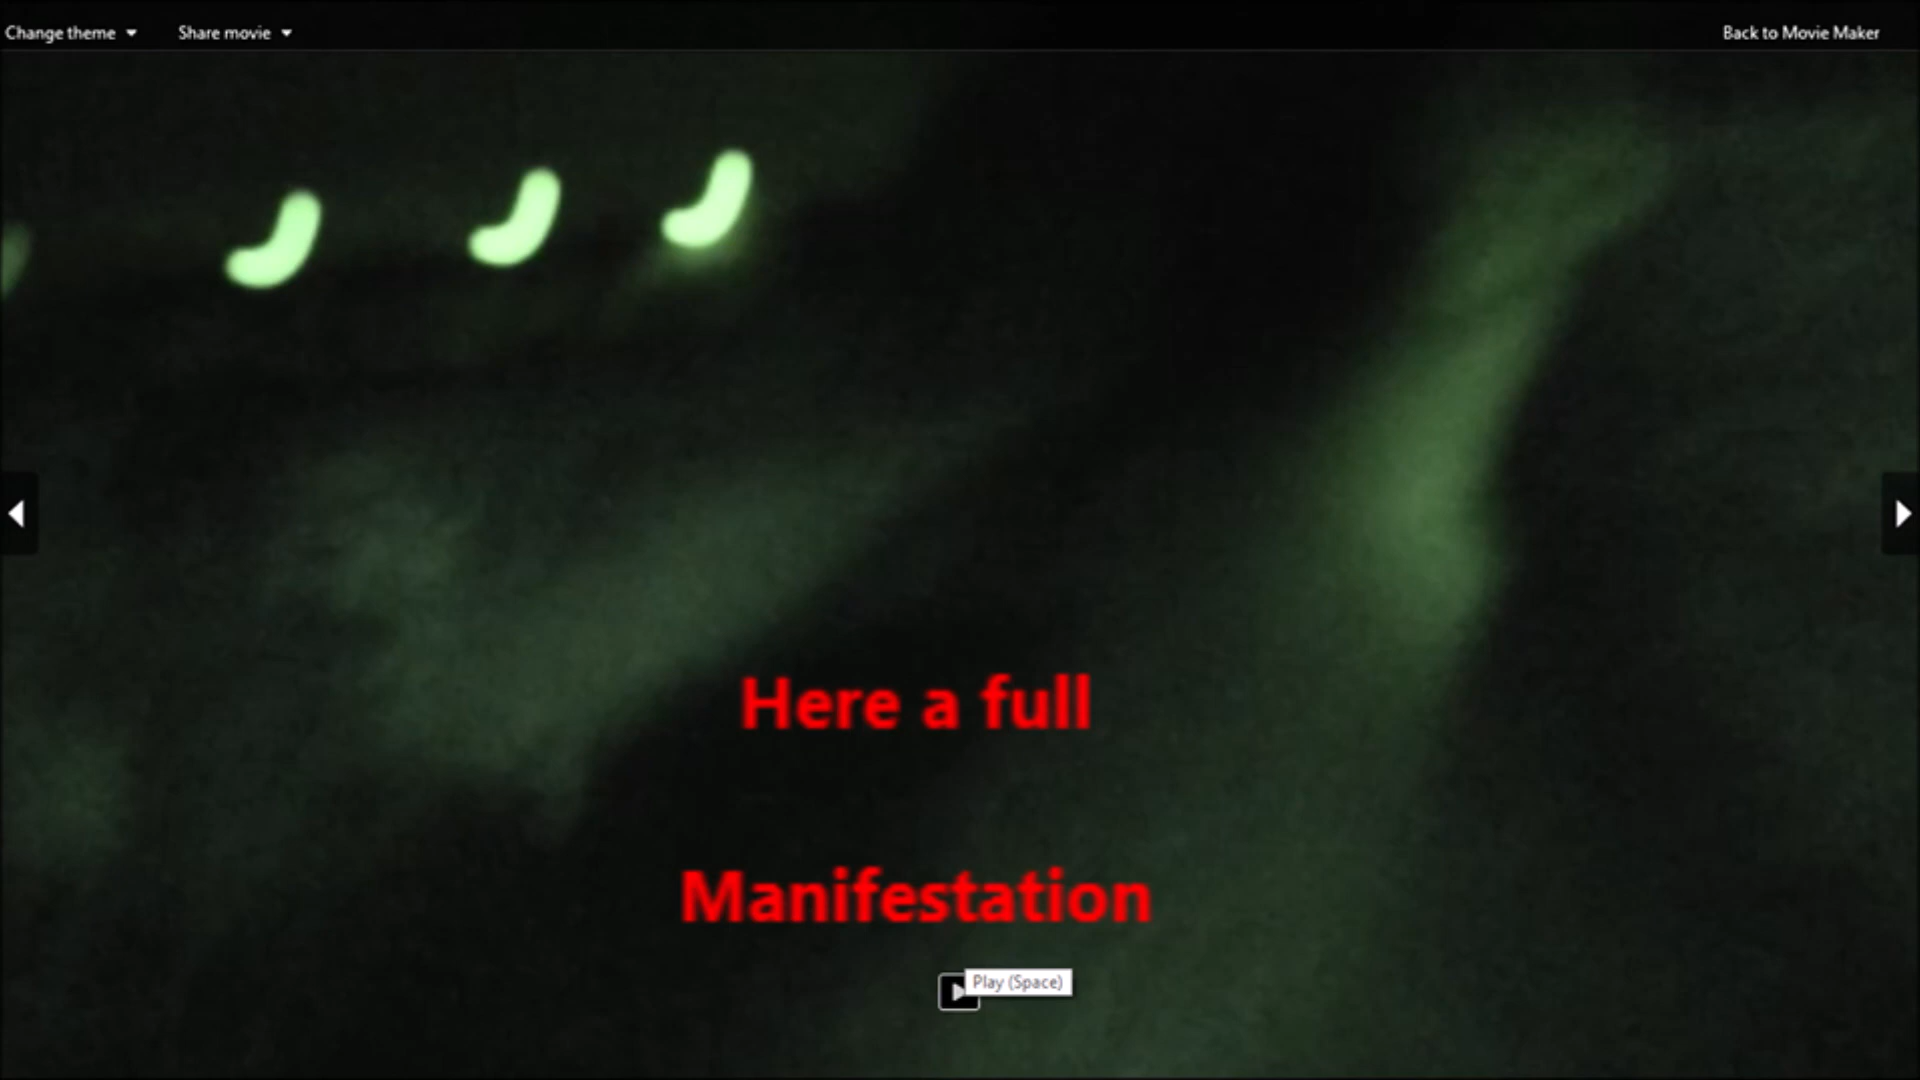 Change theme
Share movie
Back to Movie Maker
Here a full
Manifestation
Play (Space)